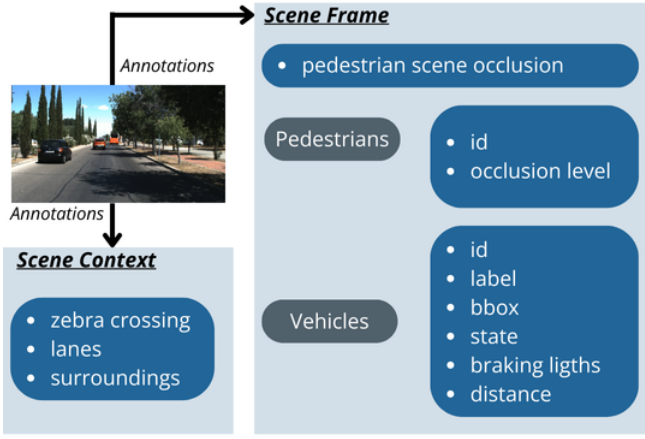 Scene Frame
Annotations
• pedestrian scene occlusion
Pedestrians
• id
• occlusion level
Annotations
Scene Context
• zebra crossing
• lanes
• surroundings
Vehicles
• id
• label
• bbox
• state
• braking ligths
• distance